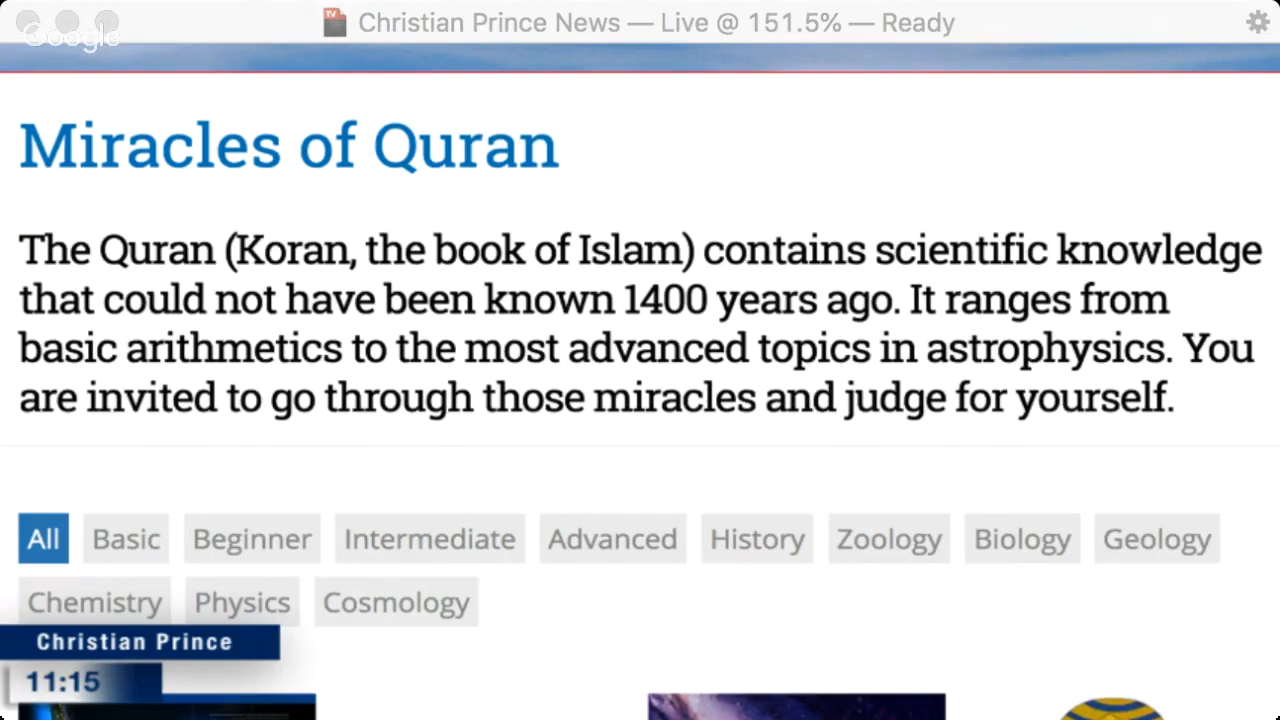 TV
Christian Prince News — Live @ 151.5% — Ready
Google
Miracles of Quran
The Quran (Koran, the book of Islam) contains scientific knowledge
that could not have been known 1400 years ago. It ranges from
basic arithmetics to the most advanced topics in astrophysics. You
are invited to go through those miracles and judge for yourself.
All Basic Beginner Intermediate Advanced History Zoology Biology Geology
Chemistry Physics Cosmology
Christian Prince
11:15